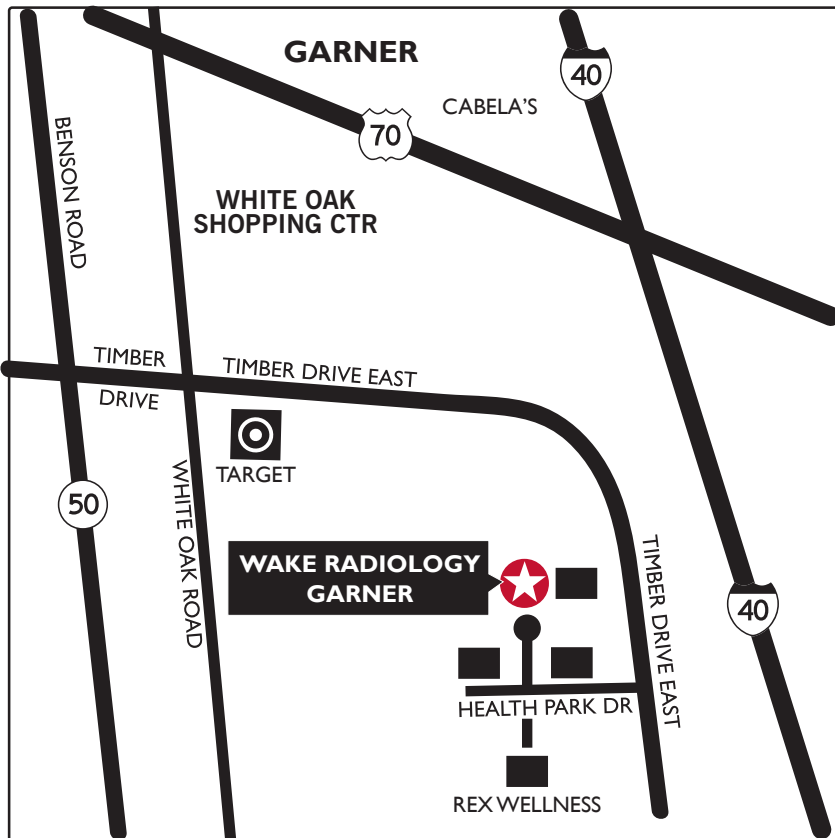 GARNER
40
CABELA'S
70
BENSON ROAD
WHITE OAK
SHOPPING CTR
TIMBER
DRIVE
TIMBER DRIVE EAST
TARGET
50
WHITE OAK ROAD
WAKE RADIOLOGY
GARNER
TIMBER DRIVE EAST
40
HEALTH PARK DR
REX WELLNESS